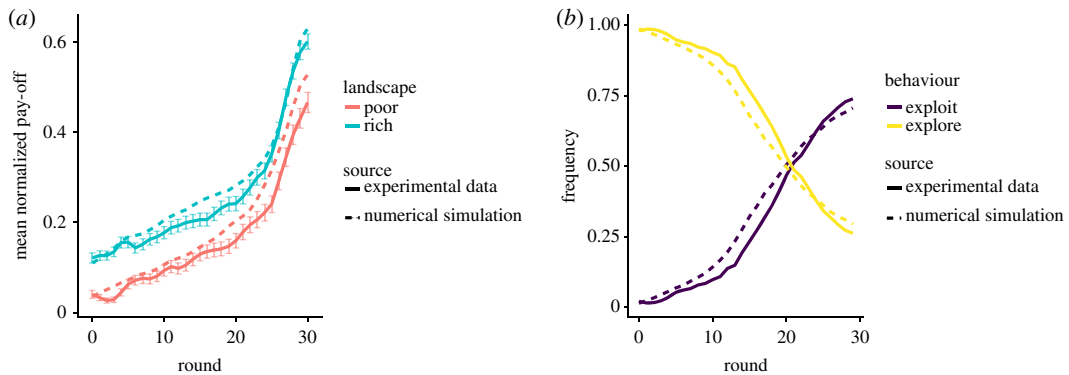 (a)
mean normalized pay-off
0.6
0.4
0.2
0
0
10
20
30
round
landscape
poor
rich
source
experimental data
numerical simulation
(b)
frequency
1.00
0.75
0.50
0.25
0
0
10
20
30
round
behaviour
exploit
explore
source
experimental data
numerical simulation